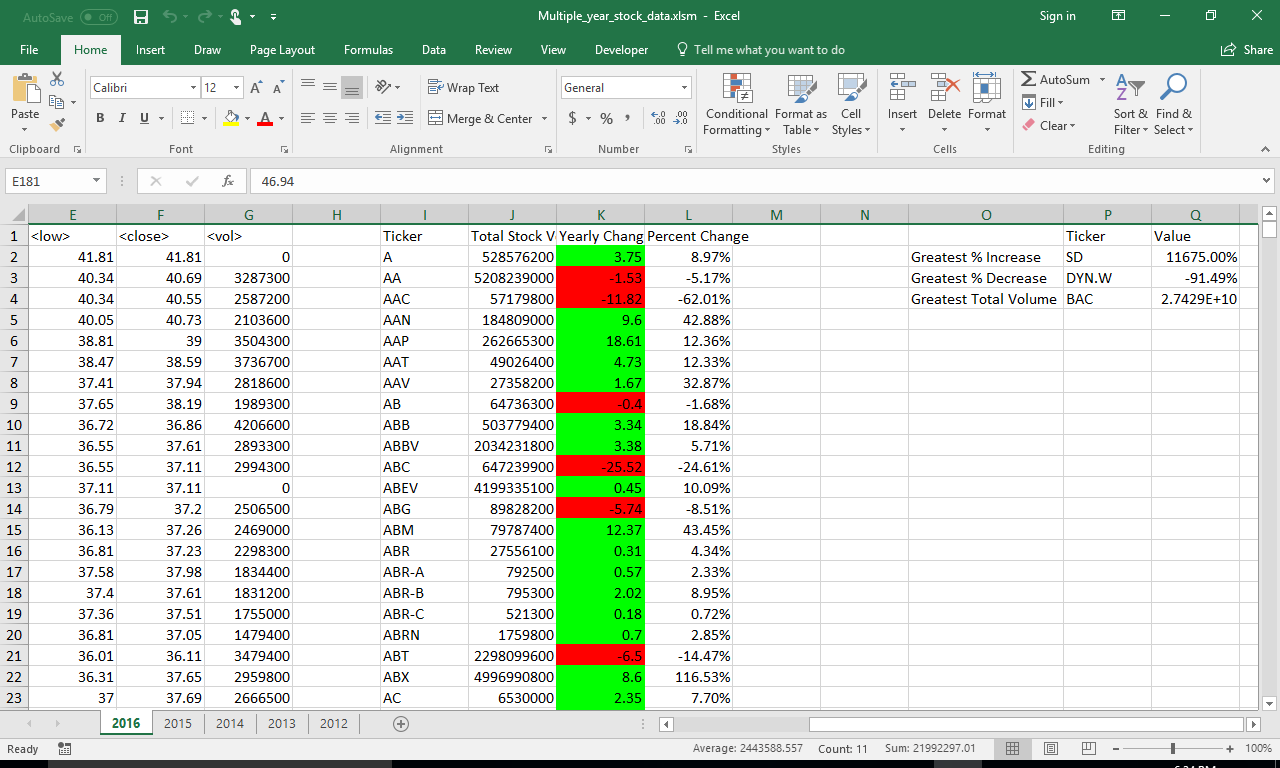 AutoSave Off Multiple_year_stock_data.xlsm - Excel Sign in
File Home Insert Draw Page Layout Formulas Data Review View Developer Tell me what you want to do Share
Paste
Clipboard
Calibri 12
B I U
Font
Wrap Text
Merge & Center
Alignment
General
$ % ,
Number
Conditional Formatting
Format as Table
Cell Styles
Styles
Insert Delete Format
Cells
AutoSum
Fill
Clear
Sort & Filter
Find & Select
Editing
E181 fx 46.94
E F G H I J K L M N O P Q
1 <low> <close> <vol> Ticker Total Stock V Yearly Chang Percent Change Ticker Value
2 41.81 41.81 0 A 528576200 3.75 8.97% Greatest % Increase SD 11675.00%
3 40.34 40.69 3287300 AA 5208239000 -1.53 -5.17% Greatest % Decrease DYN.W -91.49%
4 40.34 40.55 2587200 AAC 57179800 -11.82 -62.01% Greatest Total Volume BAC 2.7429E+10
5 40.05 40.73 2103600 AAN 184809000 9.6 42.88%
6 38.81 39 3504300 AAP 262665300 18.61 12.36%
7 38.47 38.59 3736700 AAT 49026400 4.73 12.33%
8 37.41 37.94 2818600 AAV 27358200 1.67 32.87%
9 37.65 38.19 1989300 AB 64736300 -0.4 -1.68%
10 36.72 36.86 4206600 ABB 503779400 3.34 18.84%
11 36.55 37.61 2893300 ABBV 2034231800 3.38 5.71%
12 36.55 37.11 2994300 ABC 647239900 -25.52 -24.61%
13 37.11 37.11 0 ABEV 4199335100 0.45 10.09%
14 36.79 37.2 2506500 ABG 89828200 -5.74 -8.51%
15 36.13 37.26 2469000 ABM 79787400 12.37 43.45%
16 36.81 37.23 2298300 ABR 27556100 0.31 4.34%
17 37.58 37.98 1834400 ABR-A 792500 0.57 2.33%
18 37.4 37.61 1831200 ABR-B 795300 2.02 8.95%
19 37.36 37.51 1755000 ABR-C 521300 0.18 0.72%
20 36.81 37.05 1479400 ABRN 1759800 0.7 2.85%
21 36.01 36.11 3479400 ABT 2298099600 -6.5 -14.47%
22 36.31 37.65 2959800 ABX 4996990800 8.6 116.53%
23 37 37.69 2666500 AC 6530000 2.35 7.70%
2016 2015 2014 2013 2012
Ready Average: 2443588.557 Count: 11 Sum: 21992297.01 100%